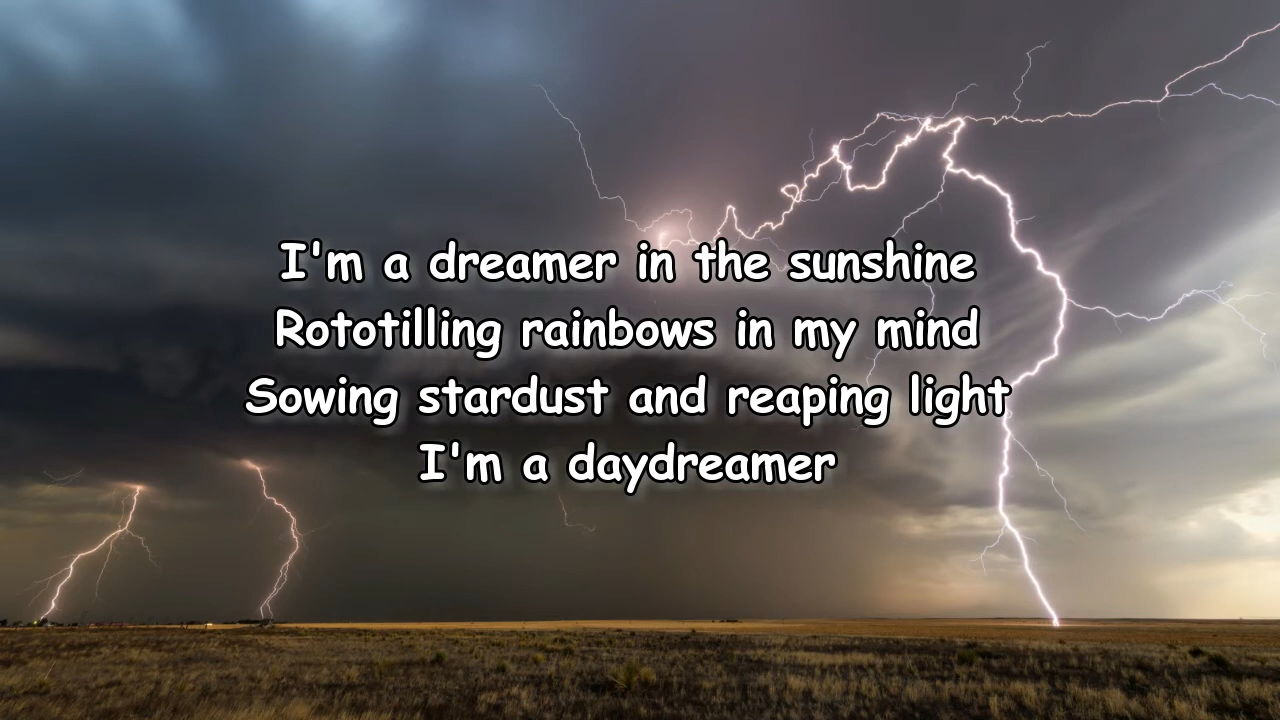 I'm a dreamer in the sunshine
Rototilling rainbows in my mind
Sowing stardust and reaping light
I'm a daydreamer